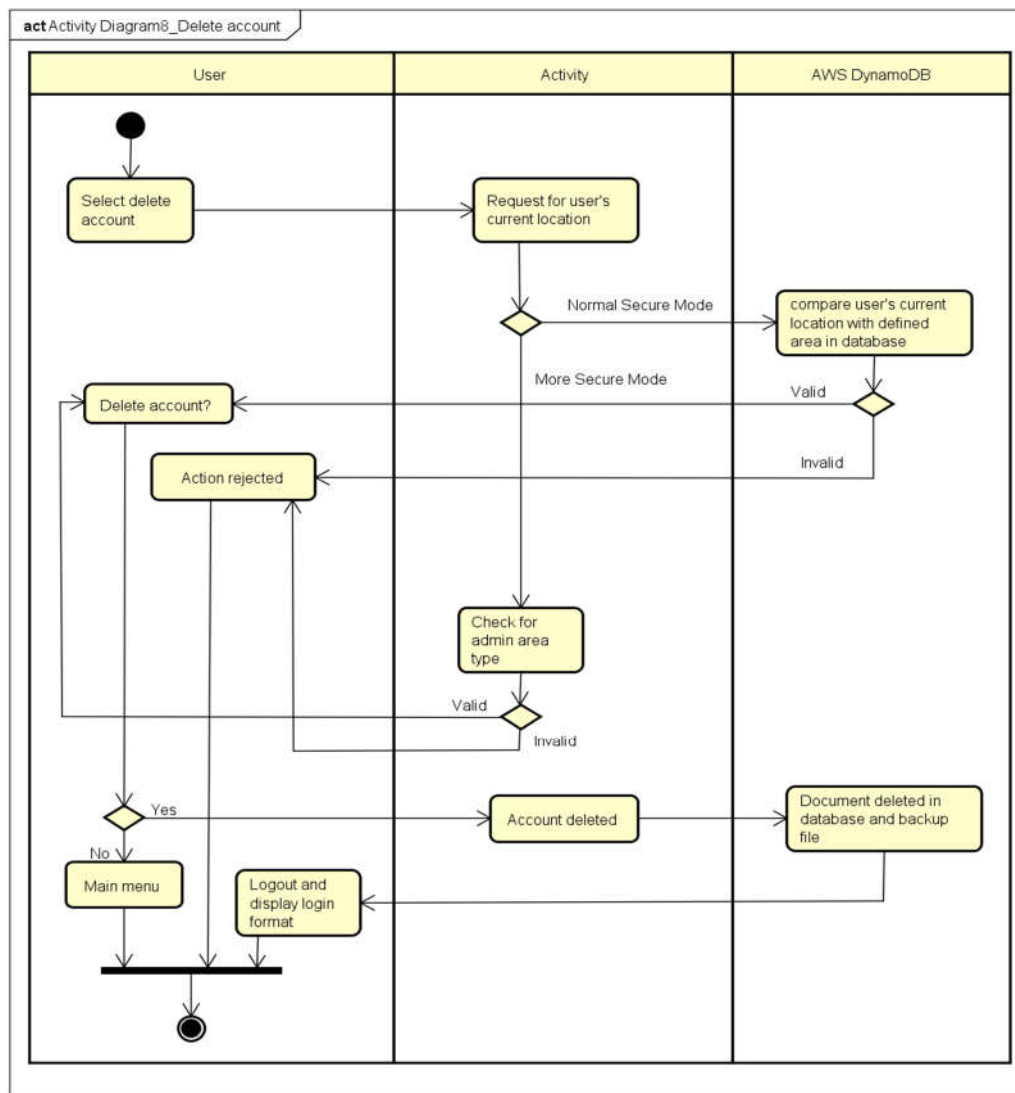 act Activity Diagram8_Delete account
User
Activity
AWS DynamoDB
Select delete
account
Request for user's
current location
Normal Secure Mode
compare user's current
location with defined
area in database
More Secure Mode
Valid
Delete account?
Invalid
Action rejected
Check for
admin area
type
Valid
Invalid
Yes
Account deleted
Document deleted in
database and backup
file
No
Main menu
Logout and
display login
format